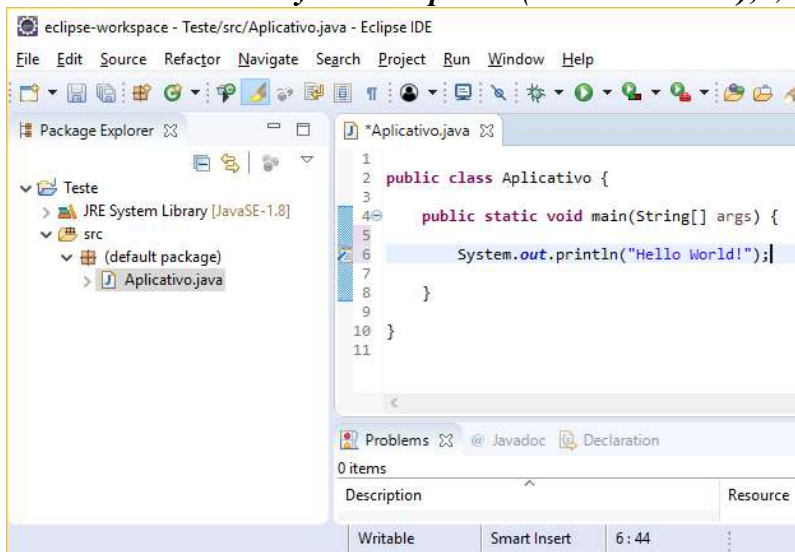 eclipse-workspace - Teste/src/Aplicativo.java - Eclipse IDE
File Edit Source Refactor Navigate Search Project Run Window Help
Package Explorer
Teste
JRE System Library [JavaSE-1.8]
src
(default package)
Aplicativo.java
*Aplicativo.java
1
2 public class Aplicativo {
3
4 public static void main(String[] args) {
5
6 System.out.println("Hello World!");
7
8 }
9
10 }
11
Problems @ Javadoc Declaration
0 items
Description Resource
Writable Smart Insert 6 : 44